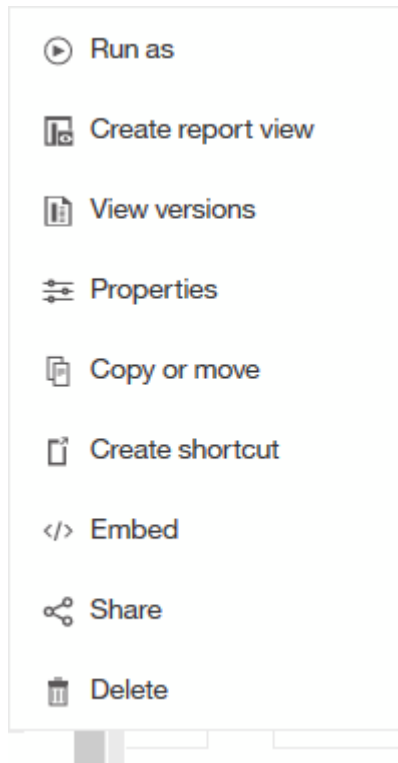 Run as
Create report view
View versions
Properties
Copy or move
Create shortcut
Embed
Share
Delete